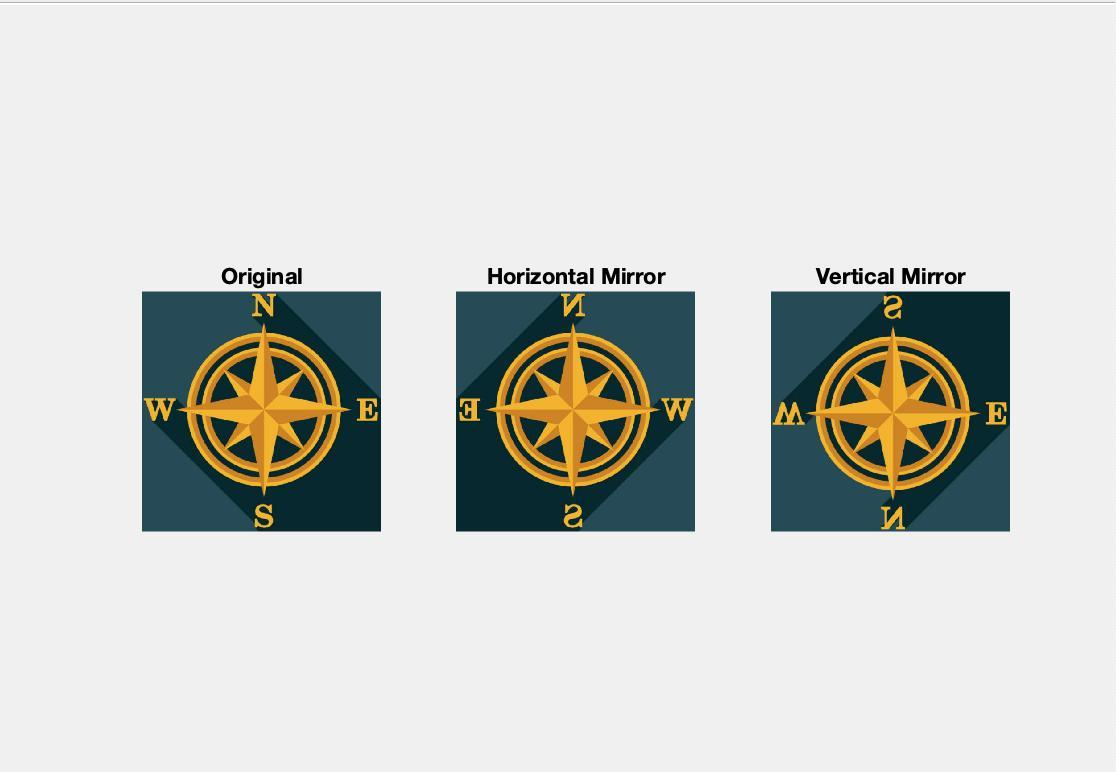 Original Horizontal Mirror Vertical Mirror
N N S
W E E W W E
S S N